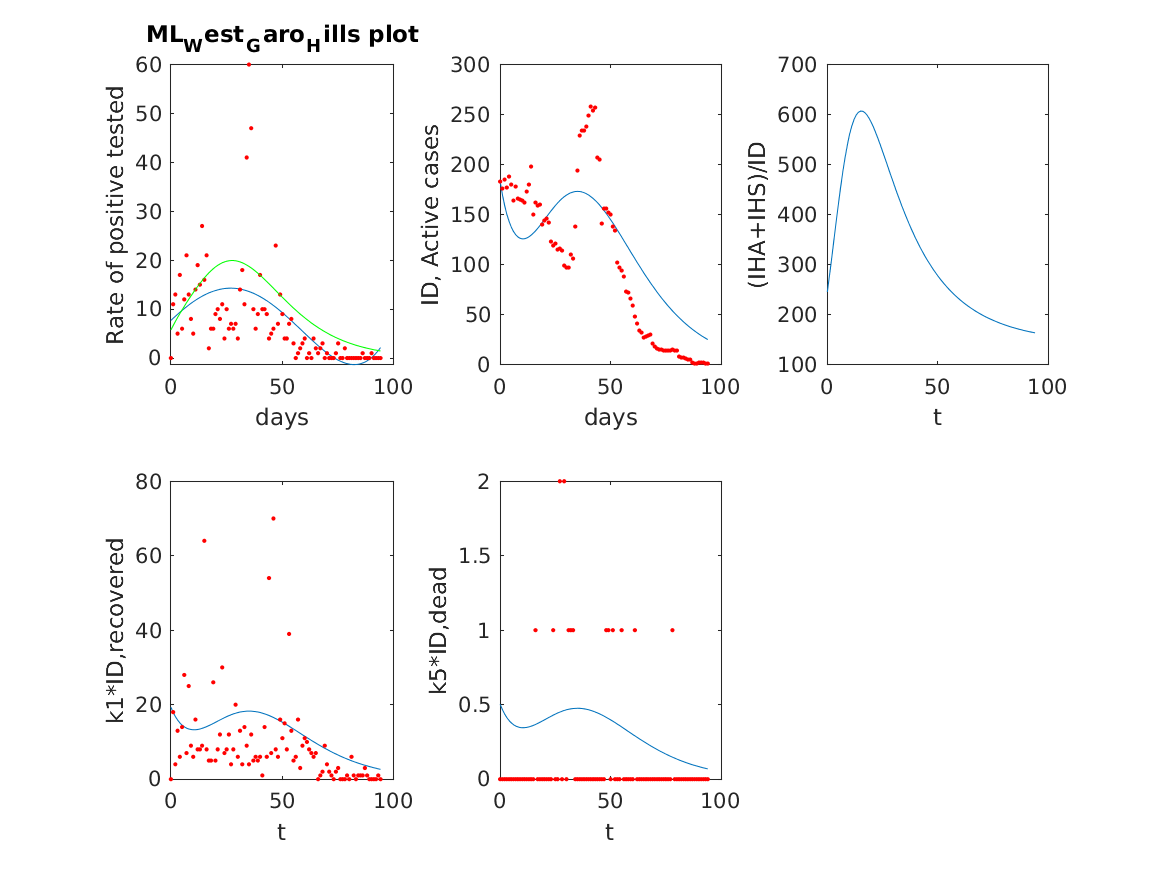 ML_West_Garo_Hills plot
60
50
40
30
20
10
0
0 50 100
Rate of positive tested
days
300
250
200
150
100
50
0
0 50 100
ID, Active cases
days
700
600
500
400
300
200
100
0 50 100
(IHA+IHS)/ID
t
80
60
40
20
0
0 50 100
k1*ID,recovered
t
2
1.5
1
0.5
0
0 50 100
k5*ID,dead
t